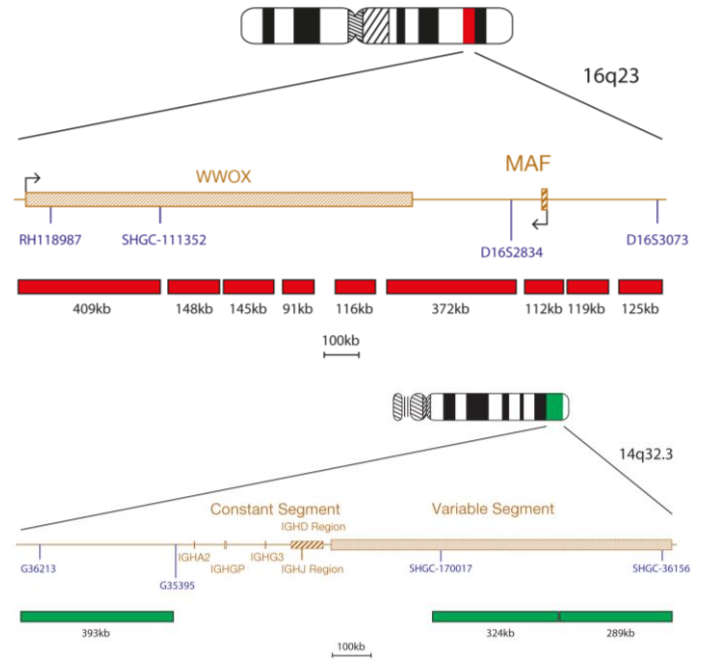 16q23
WWOX
MAF
RH118987
SHGC-111352
D16S2834
D16S3073
409kb
148kb
145kb
91kb
116kb
372kb
112kb
119kb
125kb
100kb
14q32.3
Constant Segment
Variable Segment
IGHD Region
IGHA2
IGHGP
IGHG3
IGHJ Region
G36213
G35395
SHGC-170017
SHGC-36156
393kb
324kb
289kb
100kb